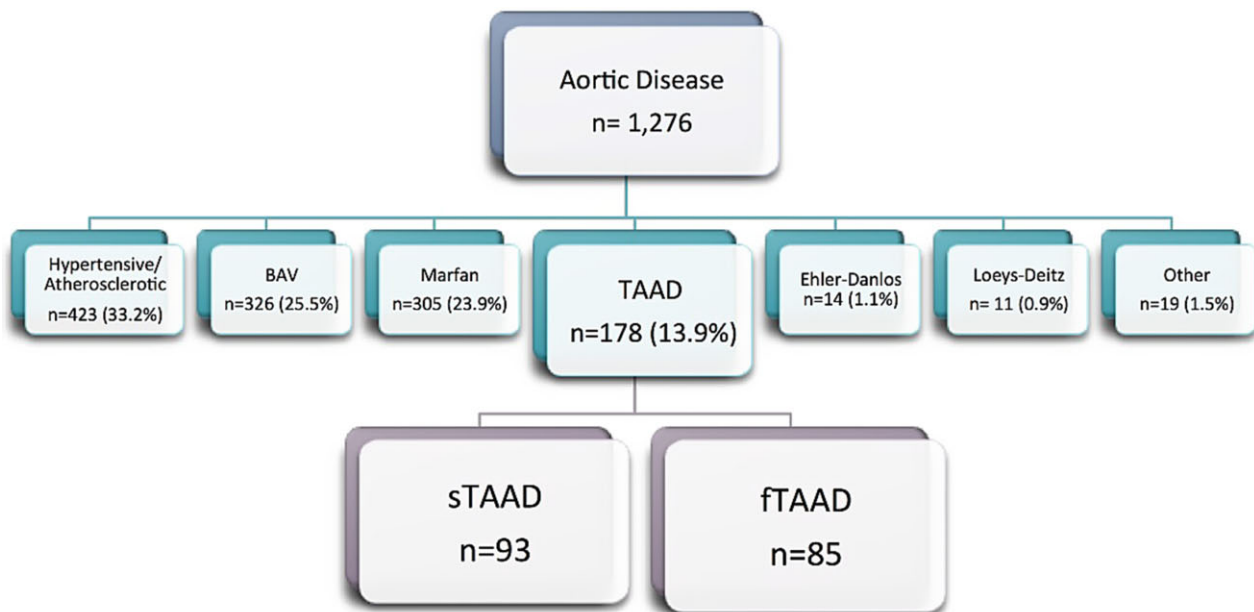 Aortic Disease
n= 1,276
Hypertensive/
Atherosclerotic
n=423 (33.2%)
BAV
n=326 (25.5%)
Marfan
n=305 (23.9%)
TAAD
n=178 (13.9%)
Ehler-Danlos
n=14 (1.1%)
Loeys-Deitz
n= 11 (0.9%)
Other
n=19 (1.5%)
sTAAD
n=93
fTAAD
n=85